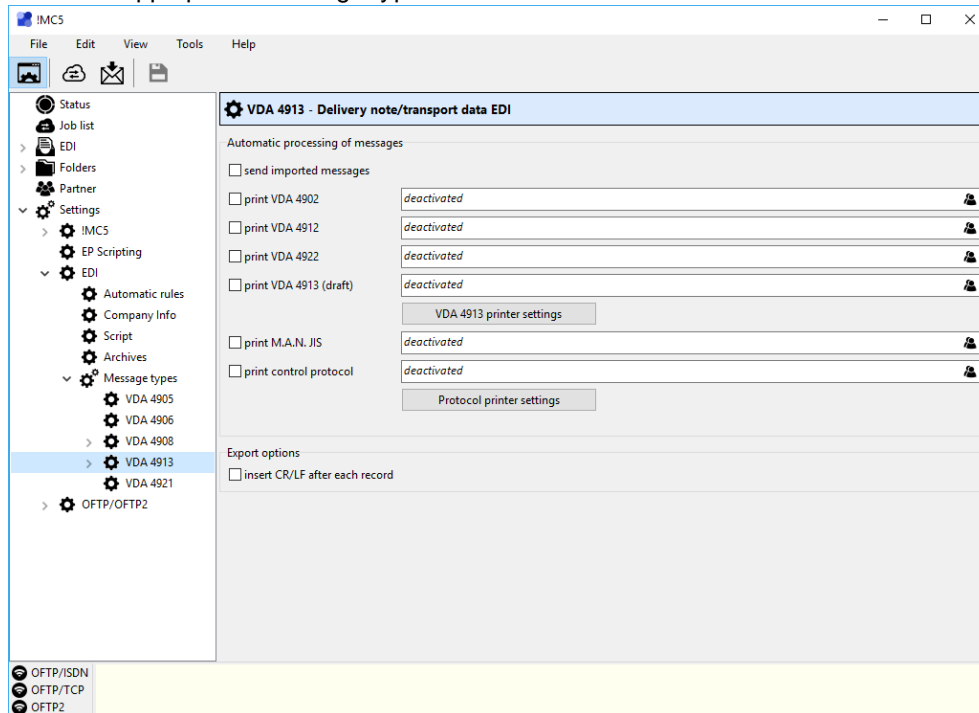 !MC5
File Edit View Tools Help
Status
Job list
EDI
Folders
Partner
Settings
!MC5
EP Scripting
EDI
Automatic rules
Company Info
Script
Archives
Message types
VDA 4905
VDA 4906
VDA 4908
VDA 4913
VDA 4921
OFTP/OFTP2
VDA 4913 - Delivery note/transport data EDI
Automatic processing of messages
send imported messages
print VDA 4902 deactivated
print VDA 4912 deactivated
print VDA 4922 deactivated
print VDA 4913 (draft) deactivated
VDA 4913 printer settings
print M.A.N. JIS deactivated
print control protocol deactivated
Protocol printer settings
Export options
insert CR/LF after each record
OFTP/ISDN
OFTP/TCP
OFTP2